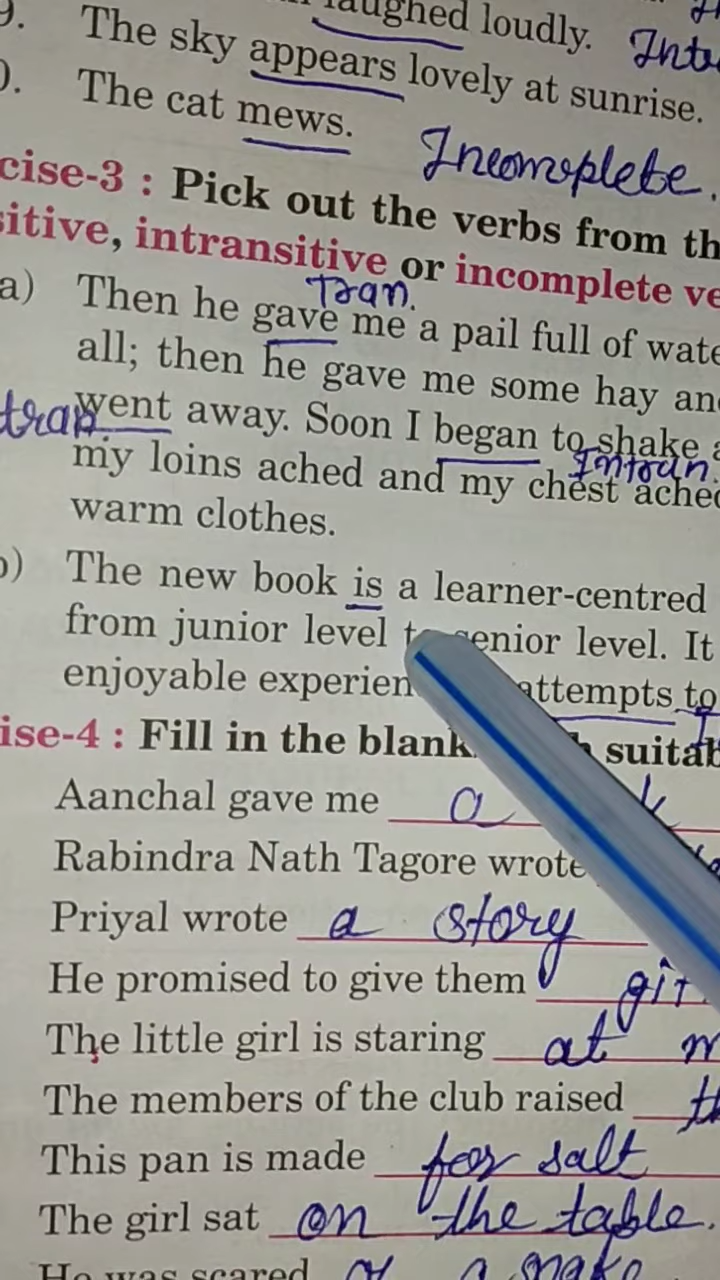 9. laughed loudly.
The sky appears lovely at sunrise.
The cat mews. Incomplete.
cise-3 : Pick out the verbs from th
sitive, intransitive or incomplete ve
Tran.
a) Then he gave me a pail full of wate
all; then he gave me some hay an
tran went away. Soon I began to shake a
Intran.
my loins ached and my chest ached
warm clothes.
The new book is a learner-centred
from junior level senior level. It
enjoyable experien attempts to
ise-4 : Fill in the blank suitab
Aanchal gave me a
Rabindra Nath Tagore wrote
Priyal wrote a story
He promised to give them
The little girl is staring at
The members of the club raised
This pan is made for salt
The girl sat on the table.
He was scared